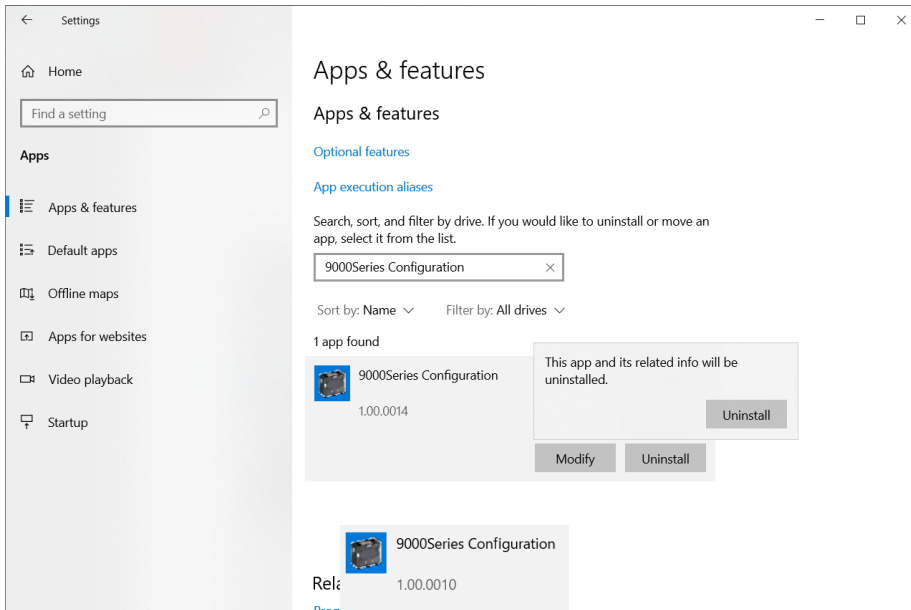 Settings
Home
Find a setting
Apps
Apps & features
Default apps
Offline maps
Apps for websites
Video playback
Startup
Apps & features
Apps & features
Optional features
App execution aliases
Search, sort, and filter by drive. If you would like to uninstall or move an
app, select it from the list.
9000Series Configuration
Sort by: Name
Filter by: All drives
1 app found
9000Series Configuration
1.00.0014
This app and its related info will be
uninstalled.
Uninstall
Modify
Uninstall
9000Series Configuration
1.00.0010